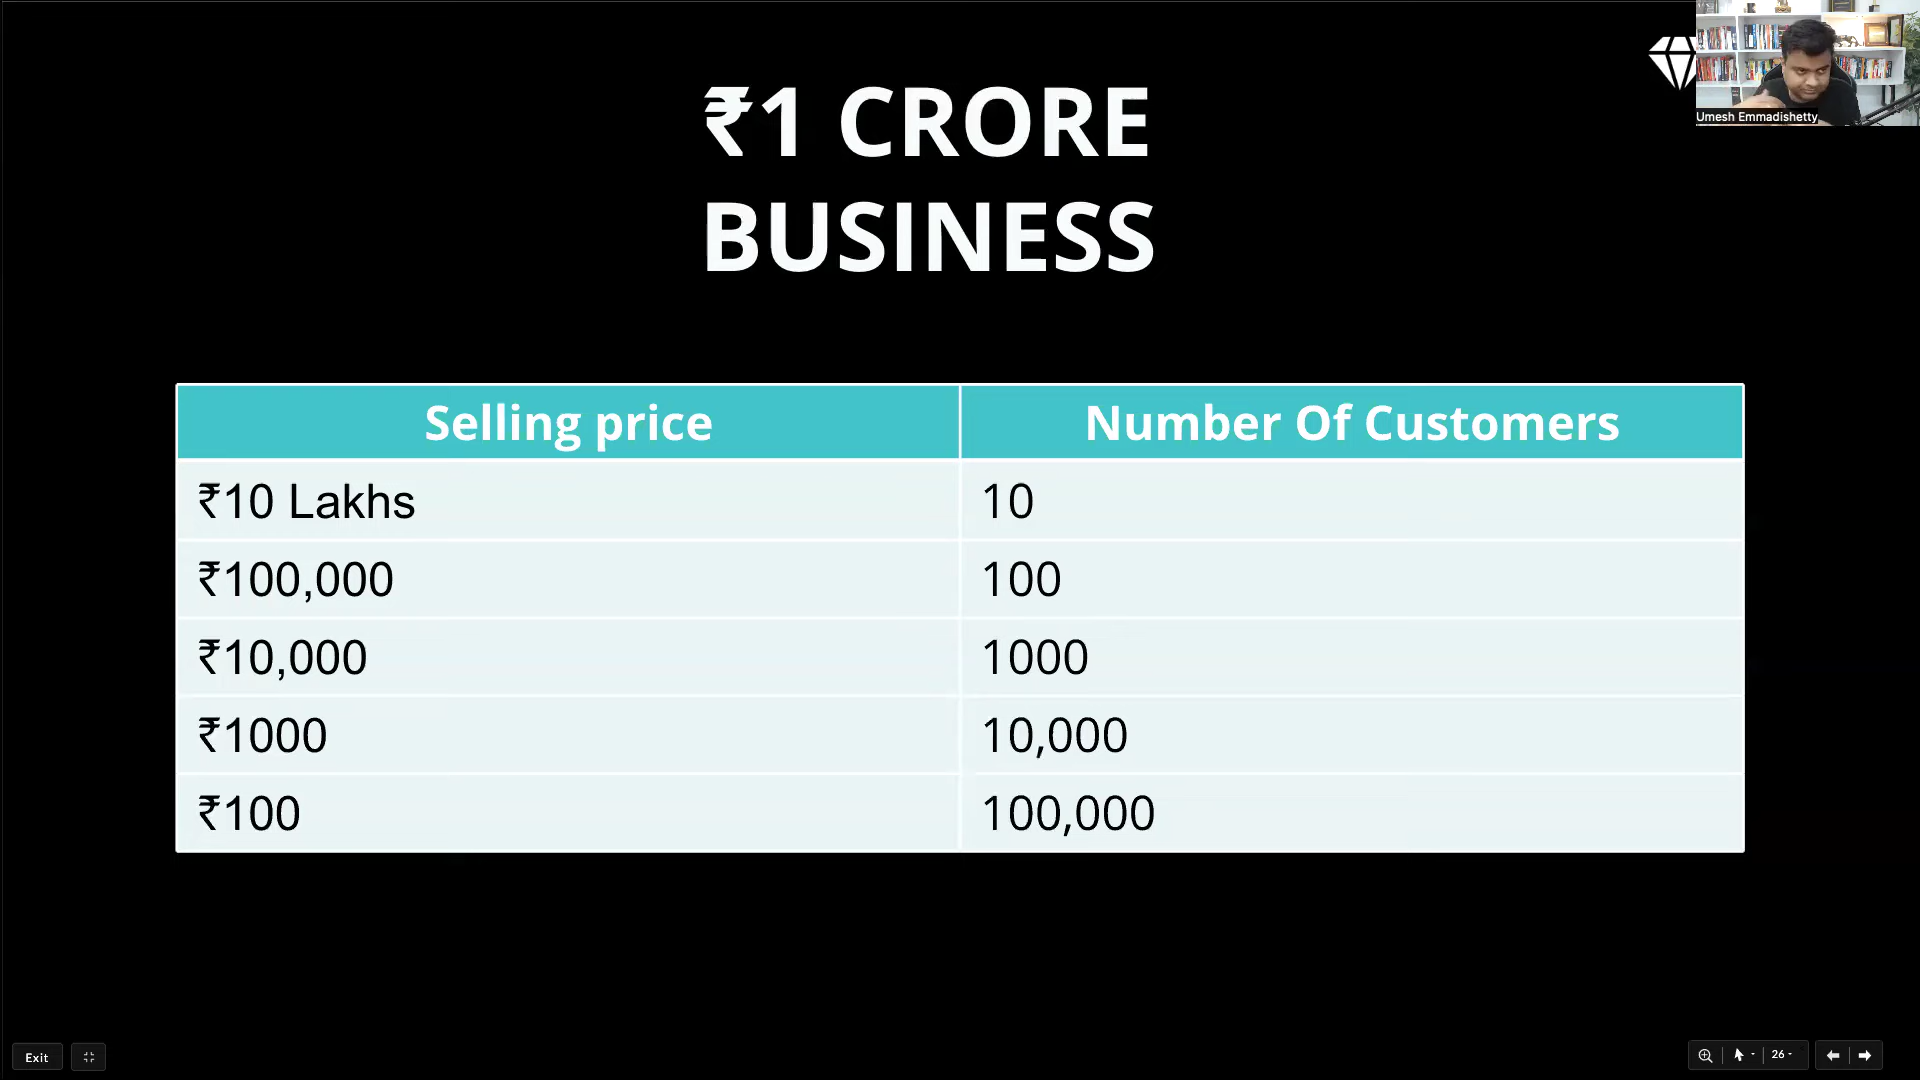 ₹1 CRORE
BUSINESS
Umesh Emmadishetty
Selling price
Number Of Customers
₹10 Lakhs
10
₹100,000
100
₹10,000
1000
₹1000
10,000
₹100
100,000
Exit
26